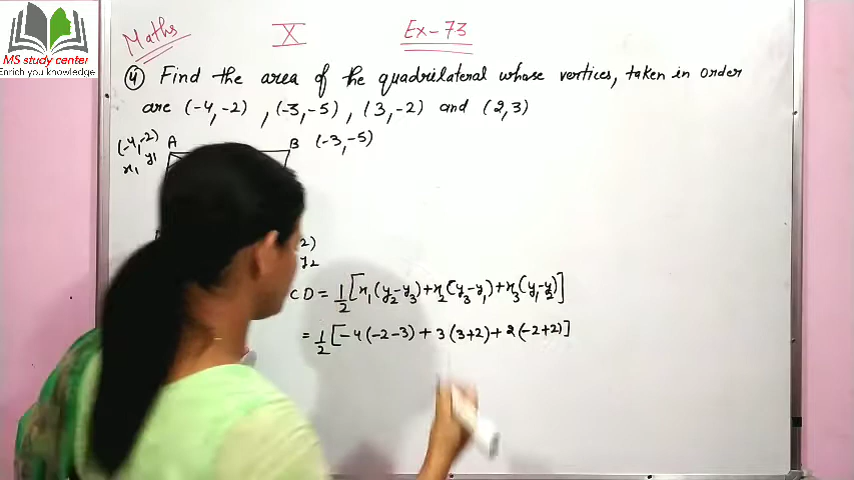 MS study center
Enrich you knowledge
Maths X Ex-7.3
④ Find the area of the quadrilateral whose vertices, taken in order
are (-4,-2) , (-3,-5) , (3,-2) and (2,3)
(-4,-2) A B (-3,-5)
x₁ y₁
2)
y₂
CD = 1/2 [x₁(y₂-y₃)+x₂(y₃-y₁)+x₃(y₁-y₂)]
= 1/2 [-4(-2-3)+3(3+2)+2(-2+2)]